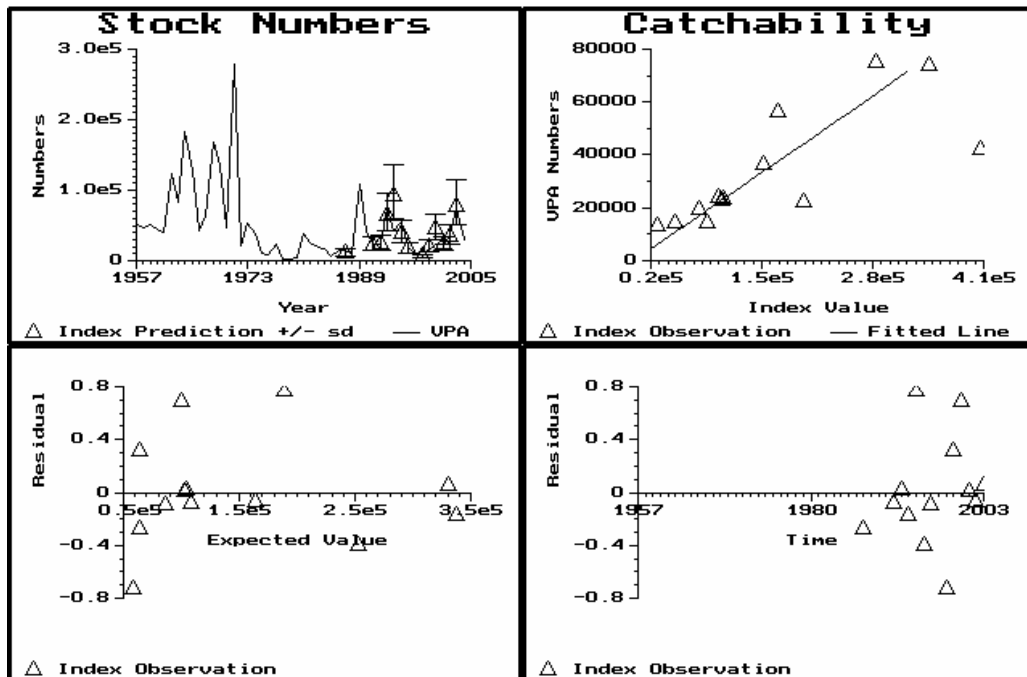 Stock Numbers
3.0e5
2.0e5
1.0e5
0
Numbers
1957 1973 1989 2005
Year
Index Prediction +/- sd VPA
Catchability
80000
60000
40000
20000
0
VPA Numbers
0.2e5 1.5e5 2.8e5 4.1e5
Index Value
Index Observation Fitted Line
0.8
0.4
0
-0.4
-0.8
Residual
0.5e5 1.5e5 2.5e5 3.5e5
Expected Value
Index Observation
0.8
0.4
0
-0.4
-0.8
Residual
1957 1980 2003
Time
Index Observation